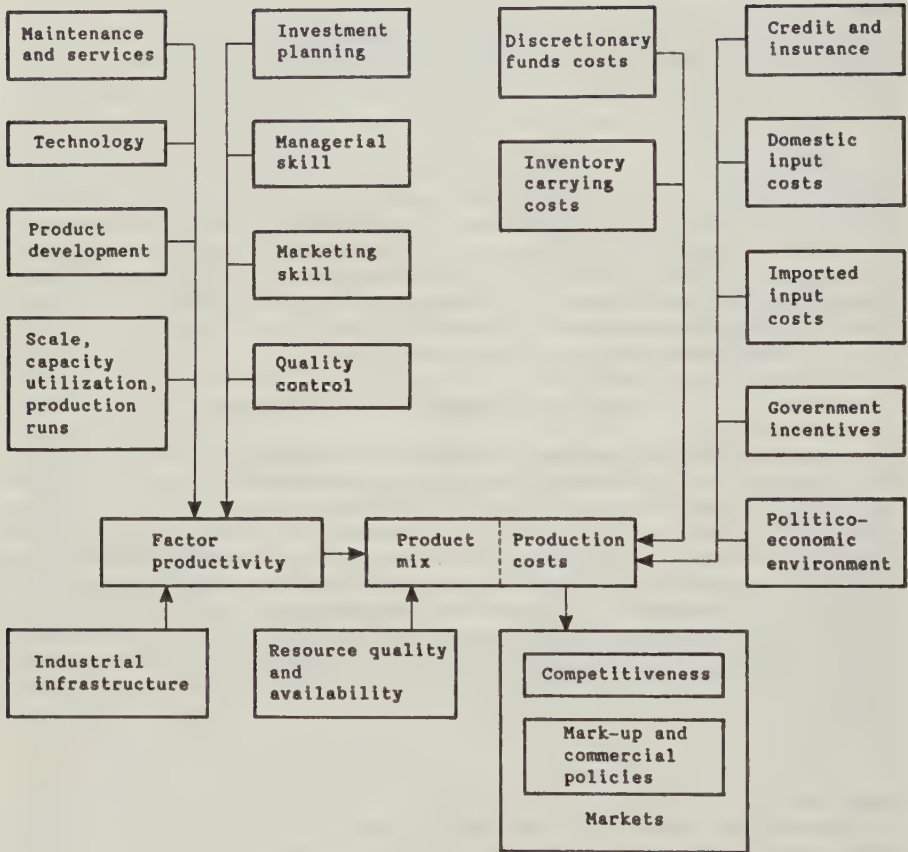 Maintenance
and services
Investment
planning
Discretionary
funds costs
Credit and
insurance
Technology
Managerial
skill
Inventory
carrying
costs
Domestic
input
costs
Product
development
Marketing
skill
Imported
input
costs
Scale,
capacity
utilization,
production
runs
Quality
control
Government
incentives
Factor
productivity
Product
mix
Production
costs
Politico-
economic
environment
Industrial
infrastructure
Resource quality
and
availability
Competitiveness
Mark-up and
commercial
policies
Markets